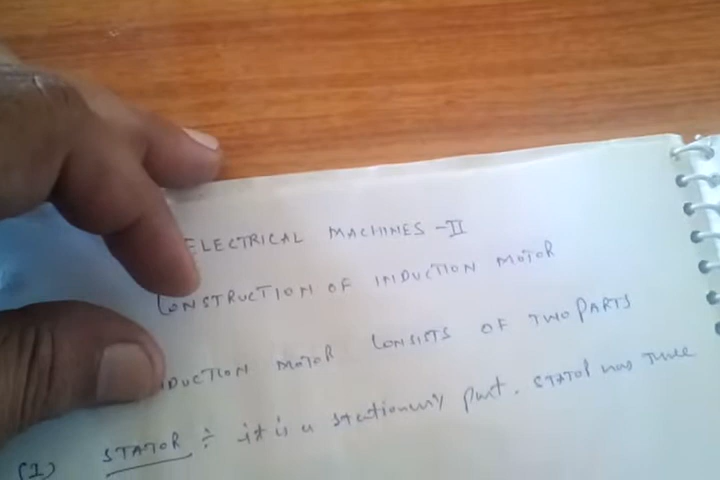 ELECTRICAL MACHINES - II
CONSTRUCTION OF INDUCTION MOTOR
DUCTION MOTOR CONSISTS OF TWO PARTS
(1) STATOR ÷ it is a stationery part. STATOR has Three